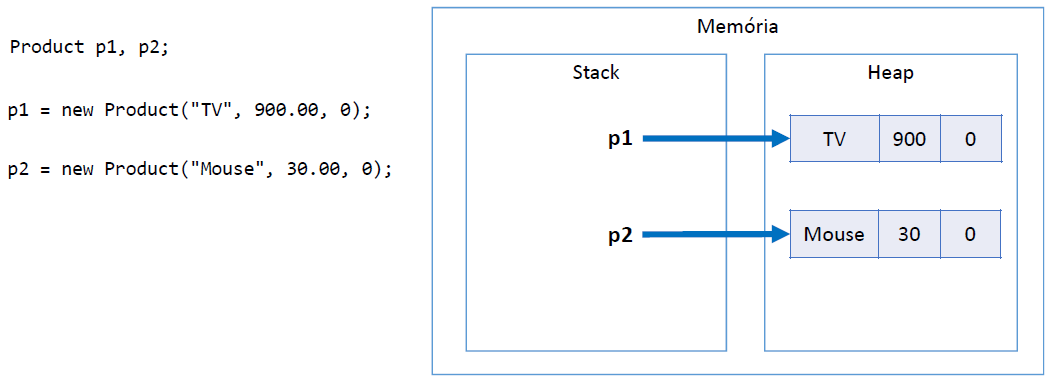 Product p1, p2;
p1 = new Product("TV", 900.00, 0);
p2 = new Product("Mouse", 30.00, 0);
Memória
Stack
Heap
p1
TV 900 0
p2
Mouse 30 0